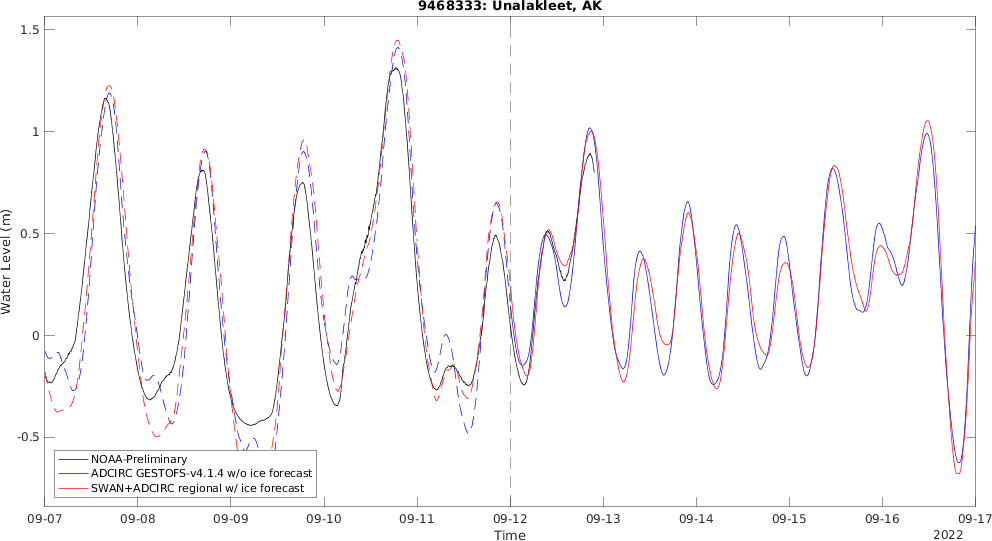 9468333: Unalakleet, AK
Water Level (m)
1.5
1
0.5
0
-0.5
NOAA-Preliminary
ADCIRC GESTOFS-v4.1.4 w/o ice forecast
SWAN+ADCIRC regional w/ ice forecast
09-07 09-08 09-09 09-10 09-11 09-12 09-13 09-14 09-15 09-16 09-17
Time
2022